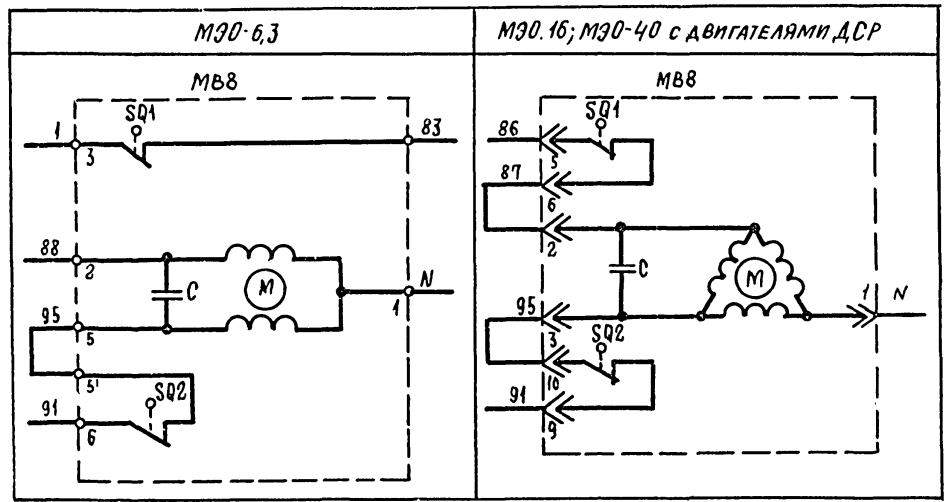 МЭО-6,3
МЭО.16; МЭО-40 с двигателями ДСР
МВ8
SQ1
1
3
83
88
2
C
M
N
1
95
5
5'
SQ2
91
6
МВ8
SQ1
86
5
87
6
2
C
M
1
N
95
3
SQ2
10
91
9